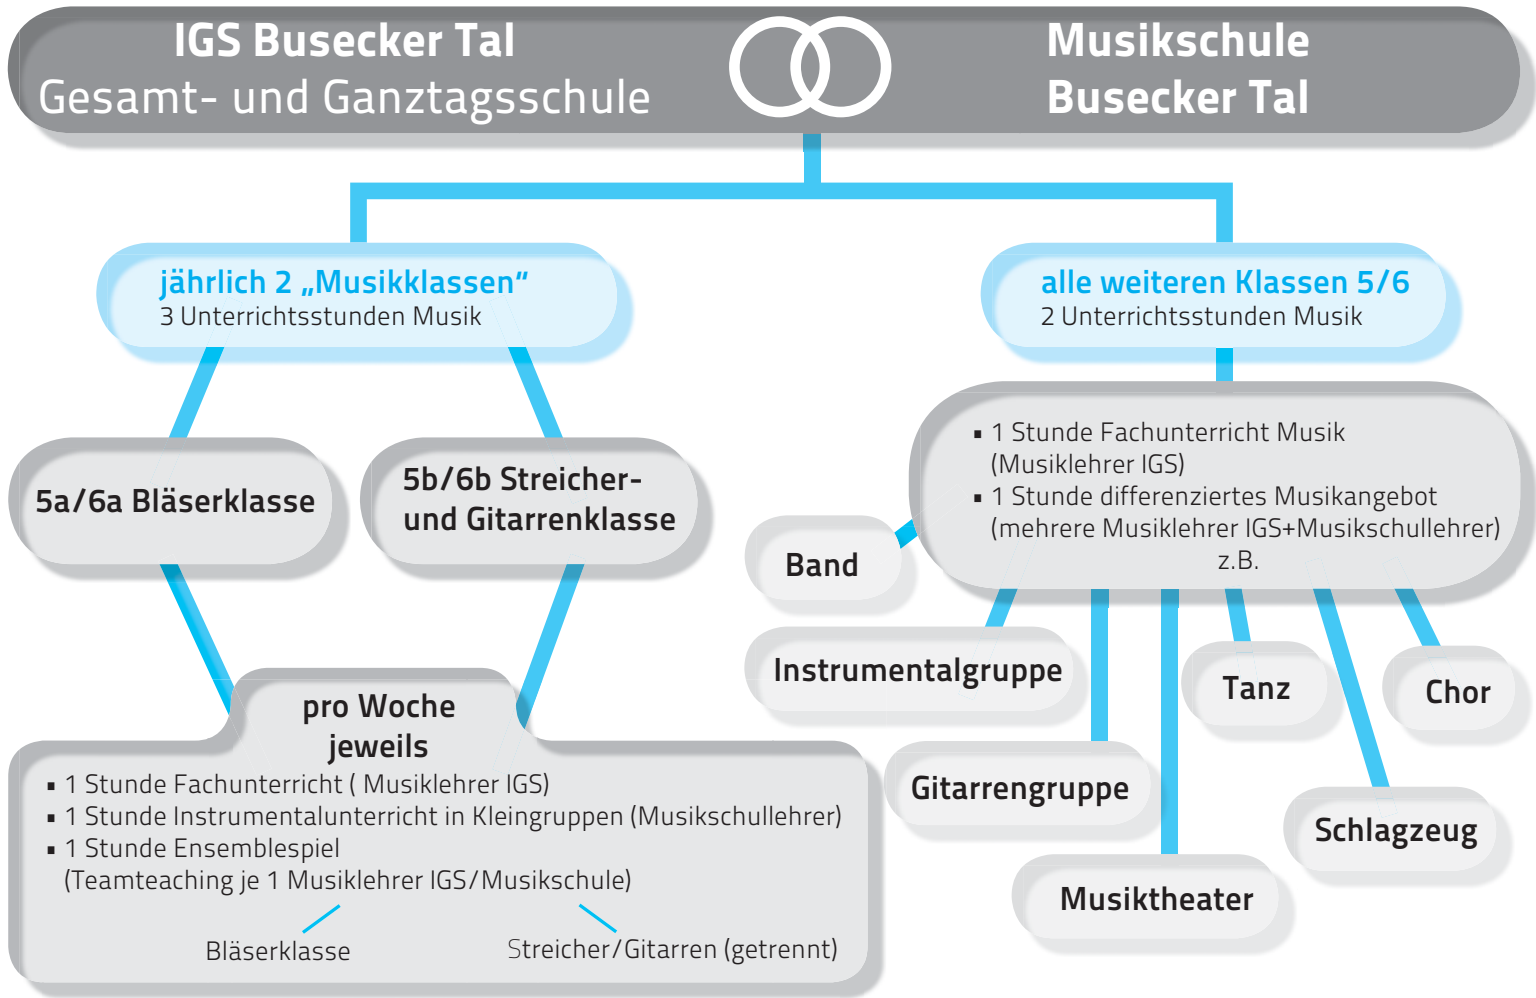 IGS Busecker Tal
Gesamt- und Ganztagsschule
Musikschule
Busecker Tal
jährlich 2 „Musikklassen“
3 Unterrichtsstunden Musik
alle weiteren Klassen 5/6
2 Unterrichtsstunden Musik
5a/6a Bläserklasse
5b/6b Streicher-
und Gitarrenklasse
▪ 1 Stunde Fachunterricht Musik
(Musiklehrer IGS)
▪ 1 Stunde differenziertes Musikangebot
(mehrere Musiklehrer IGS+Musikschullehrer)
z.B.
Band
Instrumentalgruppe
Gitarrengruppe
Musiktheater
Tanz
Schlagzeug
Chor
pro Woche
jeweils
▪ 1 Stunde Fachunterricht ( Musiklehrer IGS)
▪ 1 Stunde Instrumentalunterricht in Kleingruppen (Musikschullehrer)
▪ 1 Stunde Ensemblespiel
(Teamteaching je 1 Musiklehrer IGS/Musikschule)
Bläserklasse
Streicher/Gitarren (getrennt)